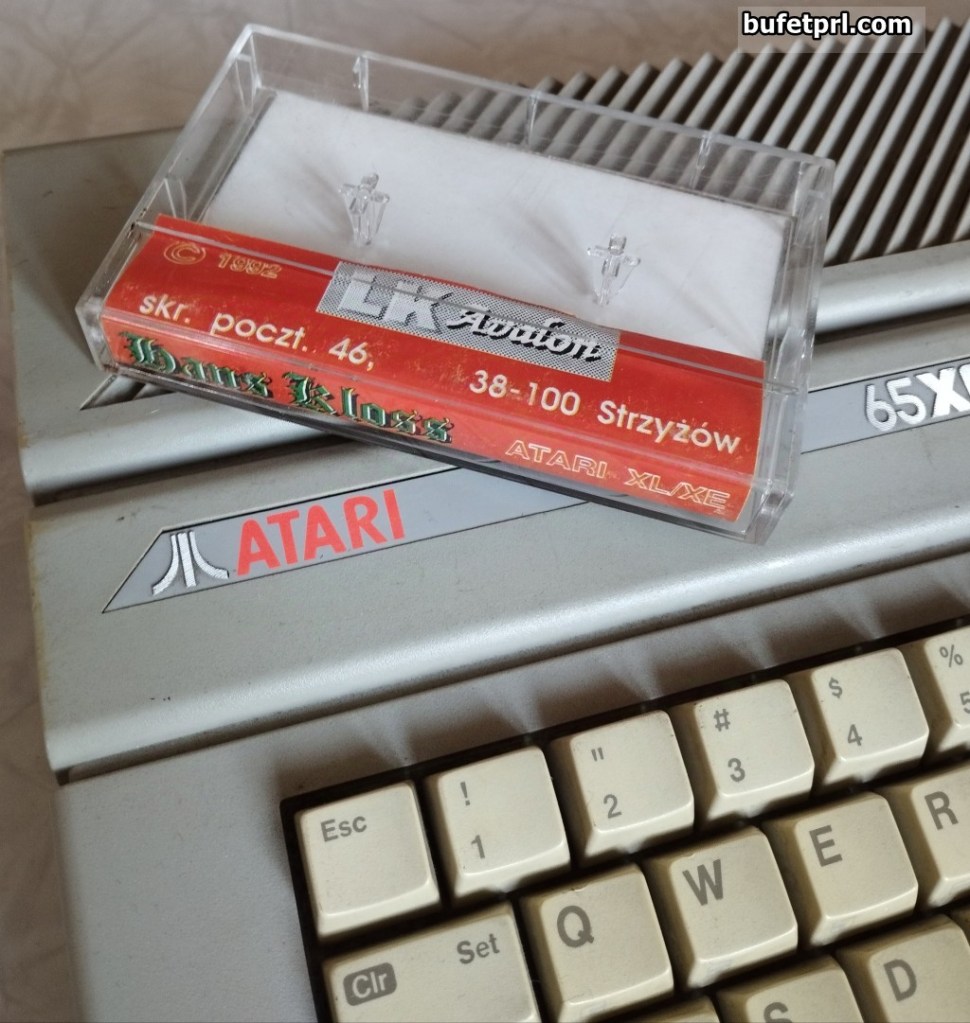 bufetprl.com
© 1992
LK Avalon
skr. poczt. 46,
38-100 Strzyżów
Hans Kloss
ATARI XL/XE
65XE
ATARI
Esc
! 1
" 2
# 3
$ 4
% 5
Clr Set
Q
W
E
R
S
D